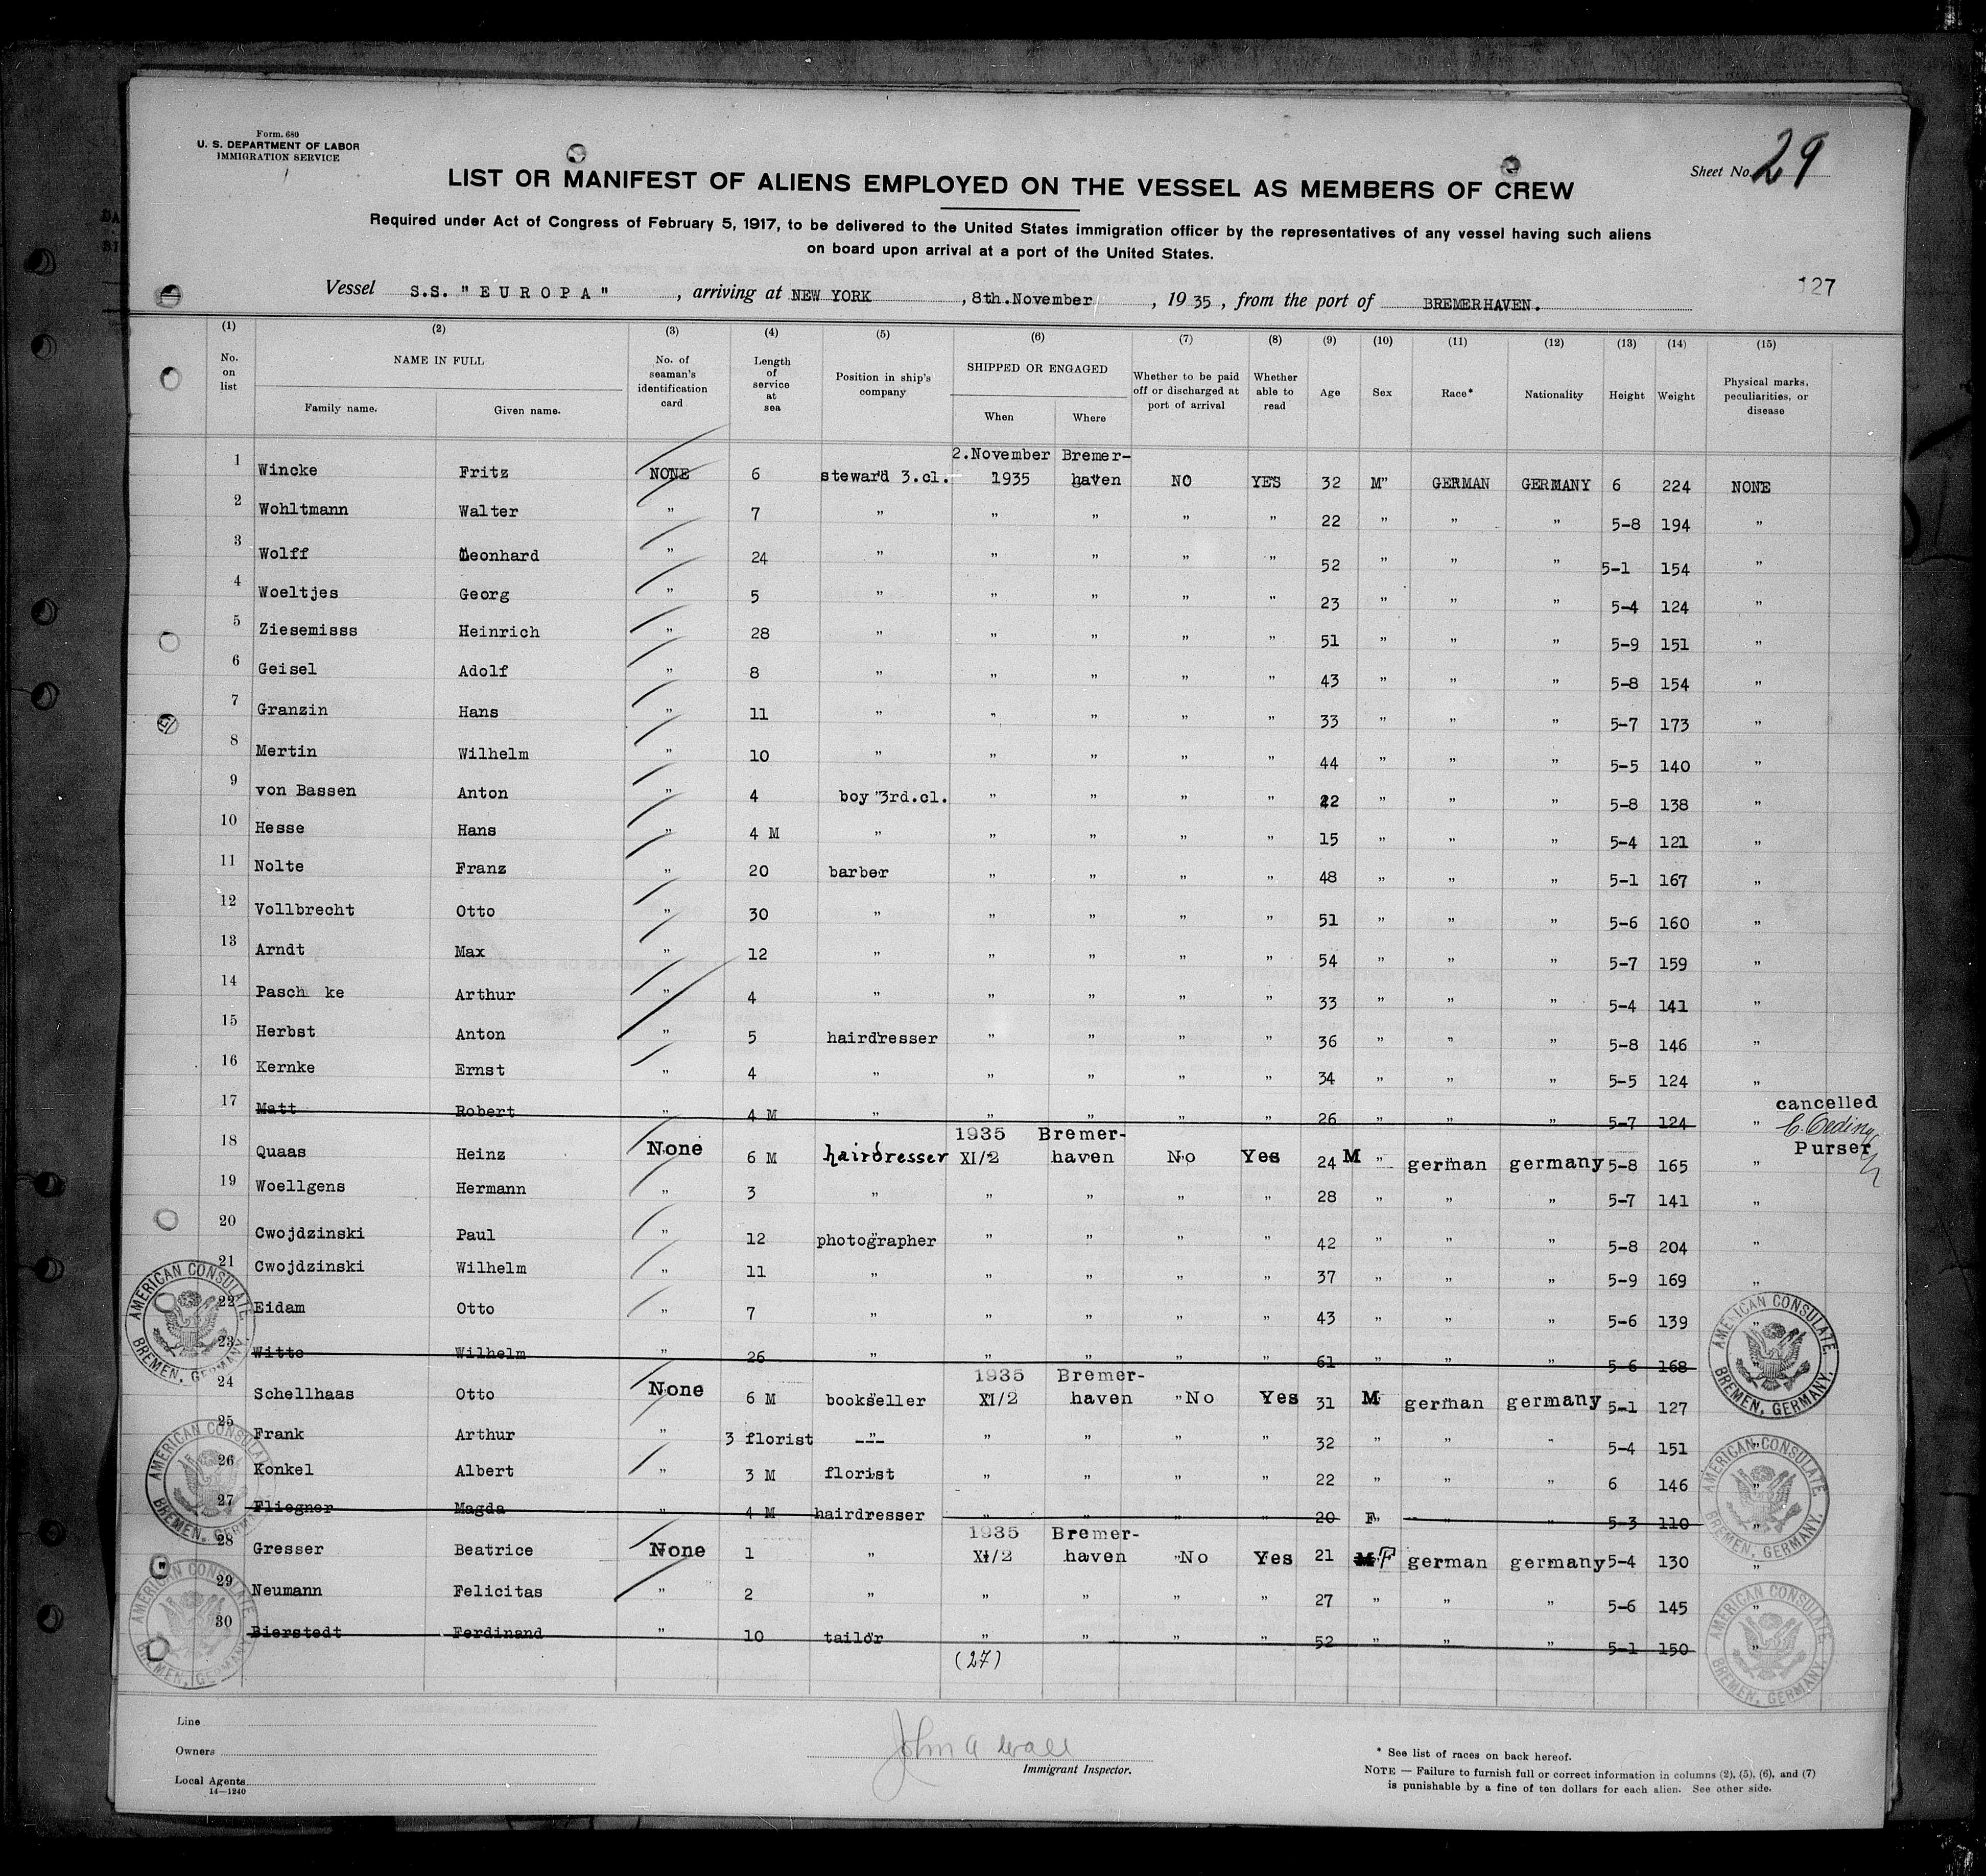 Form. 680
U. S. DEPARTMENT OF LABOR
IMMIGRATION SERVICE
Sheet No. 29
LIST OR MANIFEST OF ALIENS EMPLOYED ON THE VESSEL AS MEMBERS OF CREW
Required under Act of Congress of February 5, 1917, to be delivered to the United States immigration officer by the representatives of any vessel having such aliens
on board upon arrival at a port of the United States.
127
Vessel S.S. "EUROPA", arriving at NEW YORK, 8th.November, 1935, from the port of BREMERHAVEN.
(1) (2) (3) (4) (5) (6) (7) (8) (9) (10) (11) (12) (13) (14) (15)
No. on list NAME IN FULL Family name. Given name. No. of seaman's identification card Length of service at sea Position in ship's company SHIPPED OR ENGAGED When Where Whether to be paid off or discharged at port of arrival Whether able to read Age Sex Race* Nationality Height Weight Physical marks, peculiarities, or disease
2.November Bremer-
1 Wincke Fritz NONE 6 steward 3.cl. 1935 haven NO YES 32 M" GERMAN GERMANY 6 224 NONE
2 Wohltmann Walter " 7 " " " " " 22 " " " 5-8 194 "
3 Wolff Leonhard " 24 " " " " " 52 " " " 5-1 154 "
4 Woeltjes Georg " 5 " " " " " 23 " " " 5-4 124 "
5 Ziesemisss Heinrich " 28 " " " " " 51 " " " 5-9 151 "
6 Geisel Adolf " 8 " " " " " 43 " " " 5-8 154 "
7 Granzin Hans " 11 " " " " " 33 " " " 5-7 173 "
8 Mertin Wilhelm " 10 " " " " " 44 " " " 5-5 140 "
9 von Bassen Anton " 4 boy "3rd.cl. " " " " 22 " " " 5-8 138 "
10 Hesse Hans " 4 M " " " " " 15 " " " 5-4 121 "
11 Nolte Franz " 20 barber " " " " 48 " " " 5-1 167 "
12 Vollbrecht Otto " 30 " " " " " 51 " " " 5-6 160 "
13 Arndt Max " 12 " " " " " 54 " " " 5-7 159 "
14 Pasch ke Arthur " 4 " " " " " 33 " " " 5-4 141 "
15 Herbst Anton " 5 hairdresser " " " " 36 " " " 5-8 146 "
16 Kernke Ernst " 4 " " " " " 34 " " " 5-5 124 "
17 Matt Robert " 4 M " " " " " 26 " " " 5-7 124 " cancelled
1935 Bremer-
18 Quaas Heinz None 6 M hairdresser XI/2 haven No Yes 24 M " german germany 5-8 165 " Purser
19 Woellgens Hermann " 3 " " " " " 28 " " " 5-7 141 "
20 Cwojdzinski Paul " 12 photographer " " " " 42 " " " 5-8 204 "
21 Cwojdzinski Wilhelm " 11 " " " " " 37 " " " 5-9 169 "
22 Eidam Otto " 7 " " " " " 43 " " " 5-6 139 "
23 Witte Wilhelm " 26 " " " " " 61 " " " 5-6 168
1935 Bremer-
24 Schellhaas Otto None 6 M bookseller XI/2 haven "No Yes 31 M german germany 5-1 127
25 Frank Arthur " 3 florist --- " " " " 32 " " " 5-4 151 "
26 Konkel Albert " 3 M florist " " " " 22 " " " 6 146 "
27 Fliegner Magda " 4 M hairdresser " " " " 20 F" " " 5-3 110 "
1935 Bremer-
28 Gresser Beatrice None 1 " XI/2 haven "No Yes 21 M F german germany 5-4 130 "
29 Neumann Felicitas " 2 " " " " " 27 " " " 5-6 145 "
30 Bierstedt Ferdinand " 10 tailor " " " " 52 " " " 5-1 150 "
(27)
AMERICAN CONSULATE, BREMEN, GERMANY.
AMERICAN CONSULATE, BREMEN, GERMANY.
AMERICAN CONSULATE, BREMEN, GERMANY.
AMERICAN CONSULATE, BREMEN, GERMANY.
AMERICAN CONSULATE, BREMEN, GERMANY.
AMERICAN CONSULATE, BREMEN, GERMANY.
Line
Owners
Local Agents
14—1240
John A Wall
Immigrant Inspector.
* See list of races on back hereof.
NOTE — Failure to furnish full or correct information in columns (2), (5), (6), and (7)
is punishable by a fine of ten dollars for each alien. See other side.